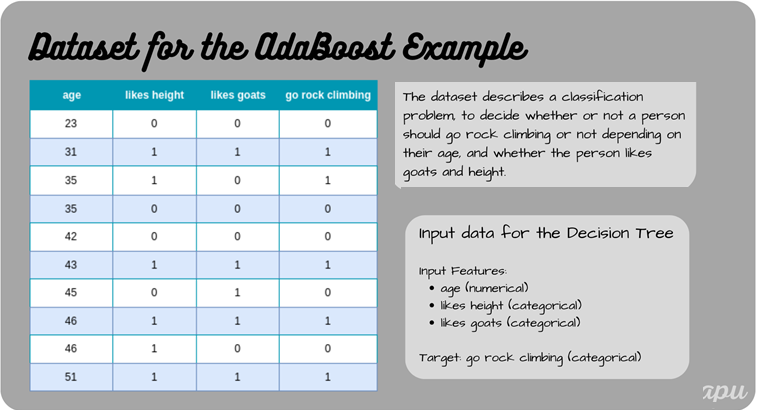 Dataset for the AdaBoost Example
age likes height likes goats go rock climbing
23 0 0 0
31 1 1 1
35 1 0 1
35 0 0 0
42 0 0 0
43 1 1 1
45 0 1 0
46 1 1 1
46 1 0 0
51 1 1 1
The dataset describes a classification
problem, to decide whether or not a person
should go rock climbing or not depending on
their age, and whether the person likes
goats and height.
Input data for the Decision Tree
Input Features:
• age (numerical)
• likes height (categorical)
• likes goats (categorical)
Target: go rock climbing (categorical)
apu